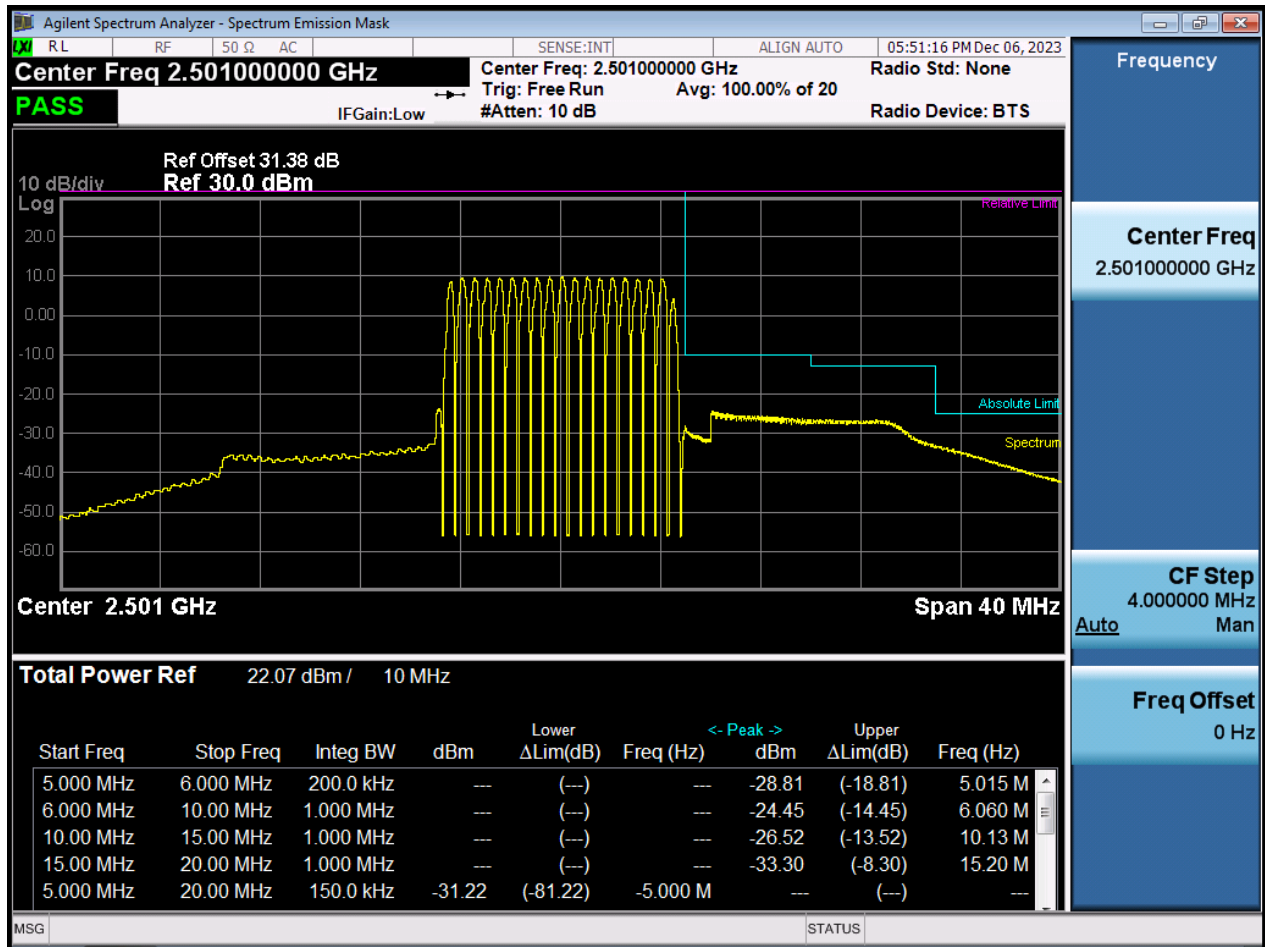 Agilent Spectrum Analyzer - Spectrum Emission Mask
LXI RL RF 50 Ω AC SENSE:INT ALIGN AUTO 05:51:16 PM Dec 06, 2023
Center Freq 2.501000000 GHz
PASS
IFGain:Low
Center Freq: 2.501000000 GHz
Trig: Free Run Avg: 100.00% of 20
#Atten: 10 dB
Radio Std: None
Radio Device: BTS
Ref Offset 31.38 dB
10 dB/div Ref 30.0 dBm
Log
Relative Limit
20.0
10.0
0.00
-10.0
-20.0
Absolute Limit
-30.0
Spectrum
-40.0
-50.0
-60.0
Center 2.501 GHz Span 40 MHz
Total Power Ref 22.07 dBm / 10 MHz
Lower <- Peak -> Upper
Start Freq Stop Freq Integ BW dBm ΔLim(dB) Freq (Hz) dBm ΔLim(dB) Freq (Hz)
5.000 MHz 6.000 MHz 200.0 kHz --- (---) --- -28.81 (-18.81) 5.015 M
6.000 MHz 10.00 MHz 1.000 MHz --- (---) --- -24.45 (-14.45) 6.060 M
10.00 MHz 15.00 MHz 1.000 MHz --- (---) --- -26.52 (-13.52) 10.13 M
15.00 MHz 20.00 MHz 1.000 MHz --- (---) --- -33.30 (-8.30) 15.20 M
5.000 MHz 20.00 MHz 150.0 kHz -31.22 (-81.22) -5.000 M --- (---) ---
MSG STATUS
Frequency
Center Freq
2.501000000 GHz
CF Step
4.000000 MHz
Auto Man
Freq Offset
0 Hz